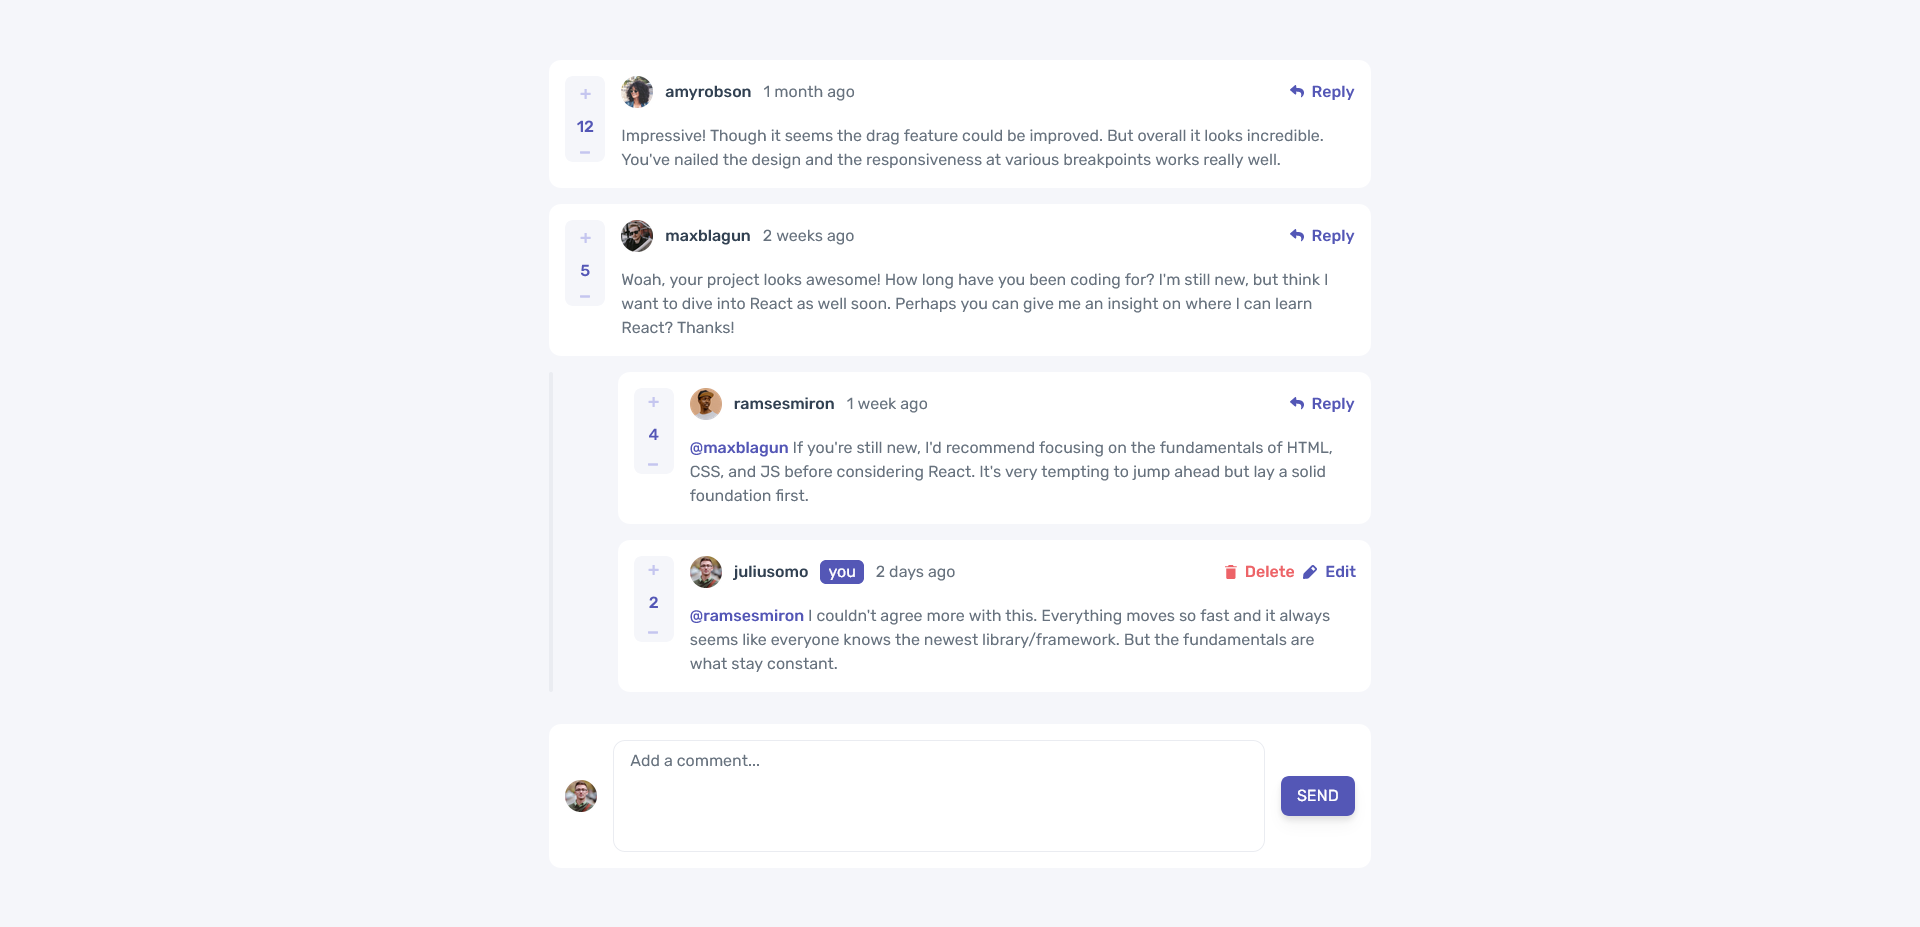 +
12
−
amyrobson 1 month ago
Reply
Impressive! Though it seems the drag feature could be improved. But overall it looks incredible.
You've nailed the design and the responsiveness at various breakpoints works really well.
+
5
−
maxblagun 2 weeks ago
Reply
Woah, your project looks awesome! How long have you been coding for? I'm still new, but think I
want to dive into React as well soon. Perhaps you can give me an insight on where I can learn
React? Thanks!
+
4
−
ramsesmiron 1 week ago
Reply
@maxblagun If you're still new, I'd recommend focusing on the fundamentals of HTML,
CSS, and JS before considering React. It's very tempting to jump ahead but lay a solid
foundation first.
+
2
−
juliusomo you 2 days ago
Delete Edit
@ramsesmiron I couldn't agree more with this. Everything moves so fast and it always
seems like everyone knows the newest library/framework. But the fundamentals are
what stay constant.
Add a comment...
SEND